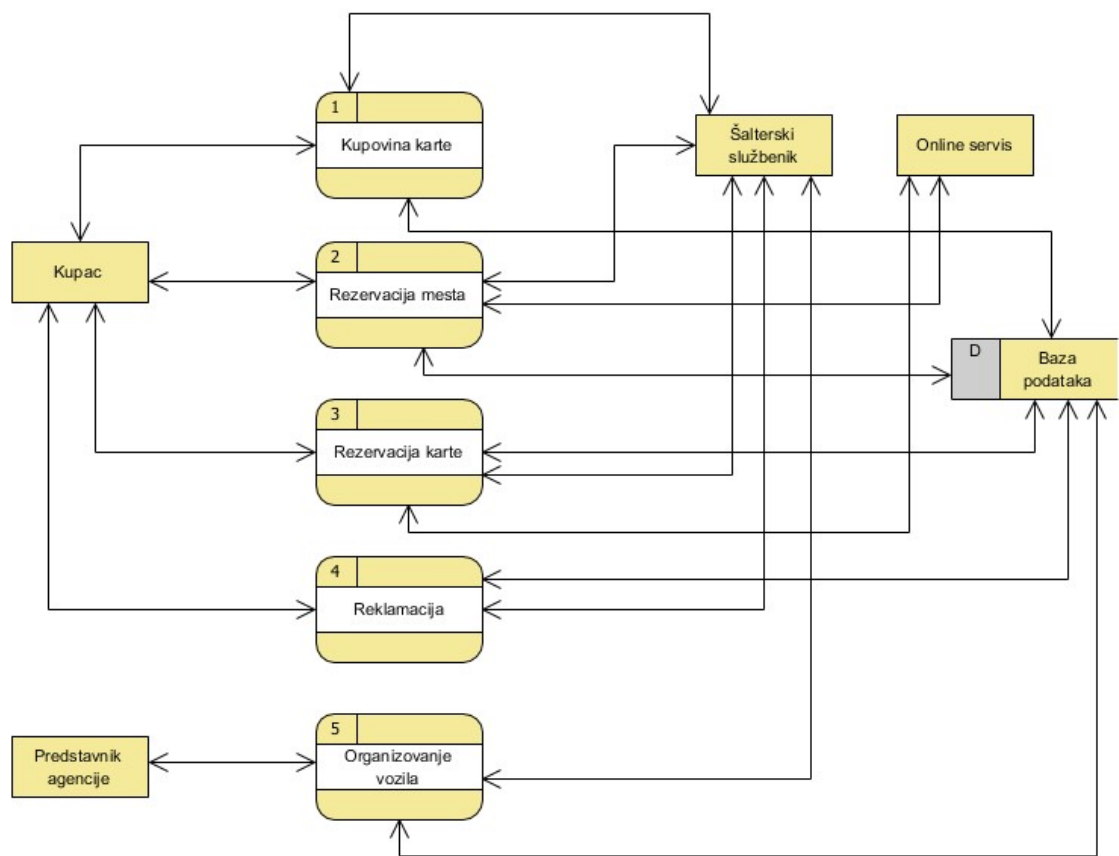 1
Kupovina karte
Šalterski
službenik
Online servis
Kupac
2
Rezervacija mesta
D
Baza
podataka
3
Rezervacija karte
4
Reklamacija
5
Organizovanje
vozila
Predstavnik
agencije